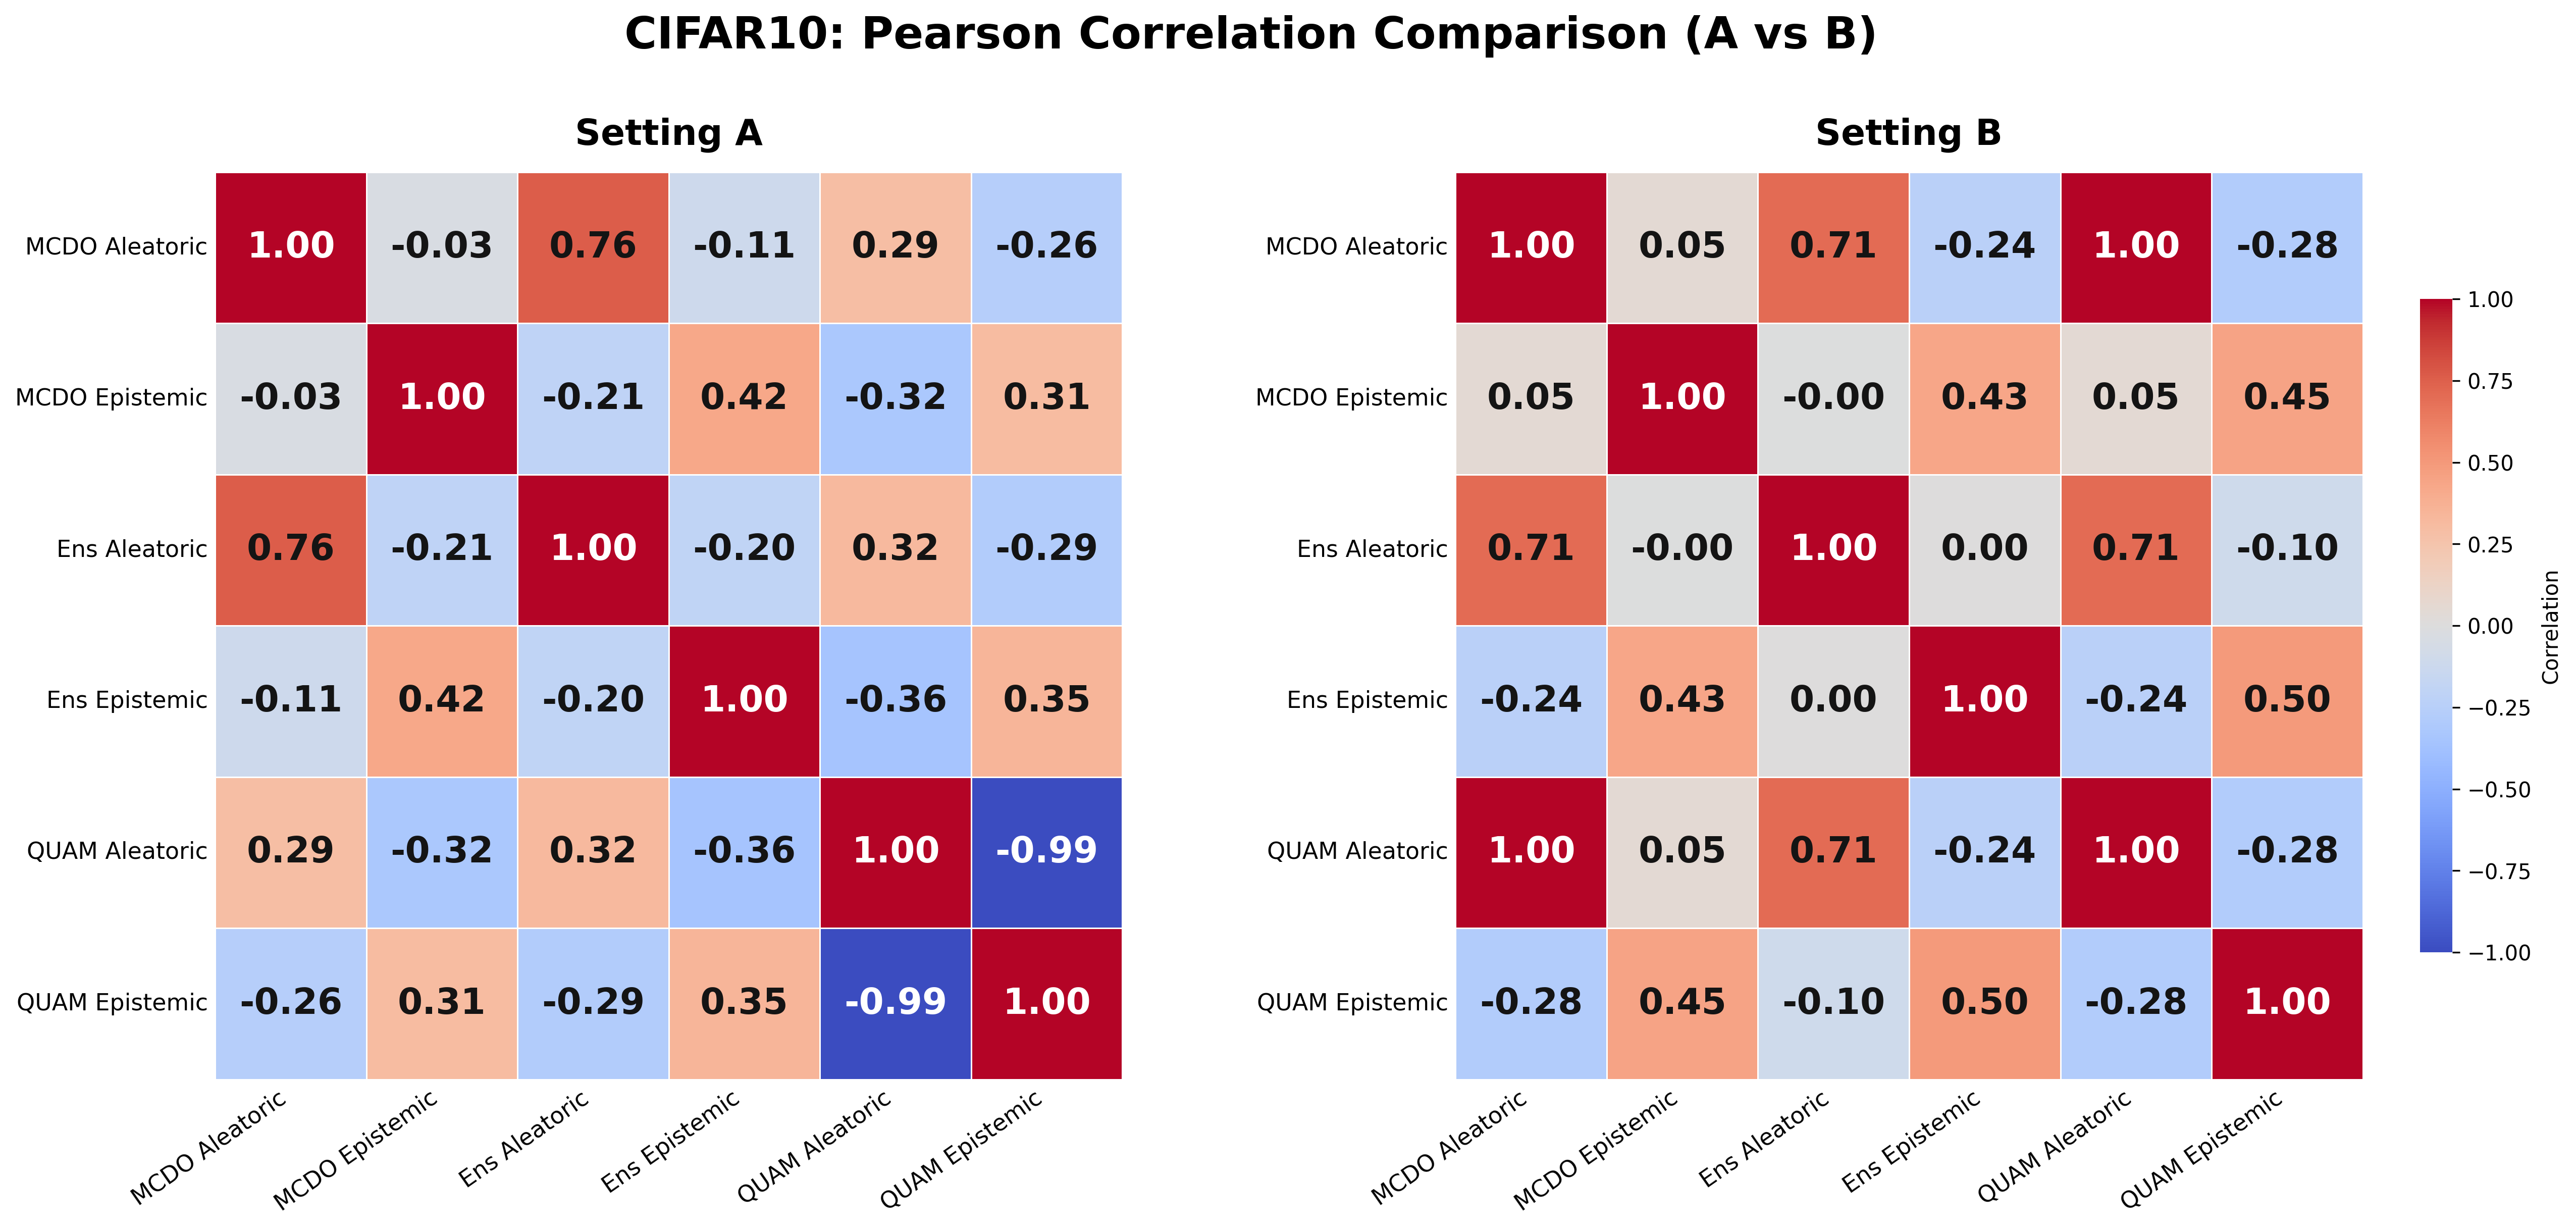 CIFAR10: Pearson Correlation Comparison (A vs B)
Setting A
MCDO Aleatoric 1.00 -0.03 0.76 -0.11 0.29 -0.26
MCDO Epistemic -0.03 1.00 -0.21 0.42 -0.32 0.31
Ens Aleatoric 0.76 -0.21 1.00 -0.20 0.32 -0.29
Ens Epistemic -0.11 0.42 -0.20 1.00 -0.36 0.35
QUAM Aleatoric 0.29 -0.32 0.32 -0.36 1.00 -0.99
QUAM Epistemic -0.26 0.31 -0.29 0.35 -0.99 1.00
MCDO Aleatoric
MCDO Epistemic
Ens Aleatoric
Ens Epistemic
QUAM Aleatoric
QUAM Epistemic
Setting B
MCDO Aleatoric 1.00 0.05 0.71 -0.24 1.00 -0.28
MCDO Epistemic 0.05 1.00 -0.00 0.43 0.05 0.45
Ens Aleatoric 0.71 -0.00 1.00 0.00 0.71 -0.10
Ens Epistemic -0.24 0.43 0.00 1.00 -0.24 0.50
QUAM Aleatoric 1.00 0.05 0.71 -0.24 1.00 -0.28
QUAM Epistemic -0.28 0.45 -0.10 0.50 -0.28 1.00
MCDO Aleatoric
MCDO Epistemic
Ens Aleatoric
Ens Epistemic
QUAM Aleatoric
QUAM Epistemic
1.00
0.75
0.50
0.25
0.00
−0.25
−0.50
−0.75
−1.00
Correlation